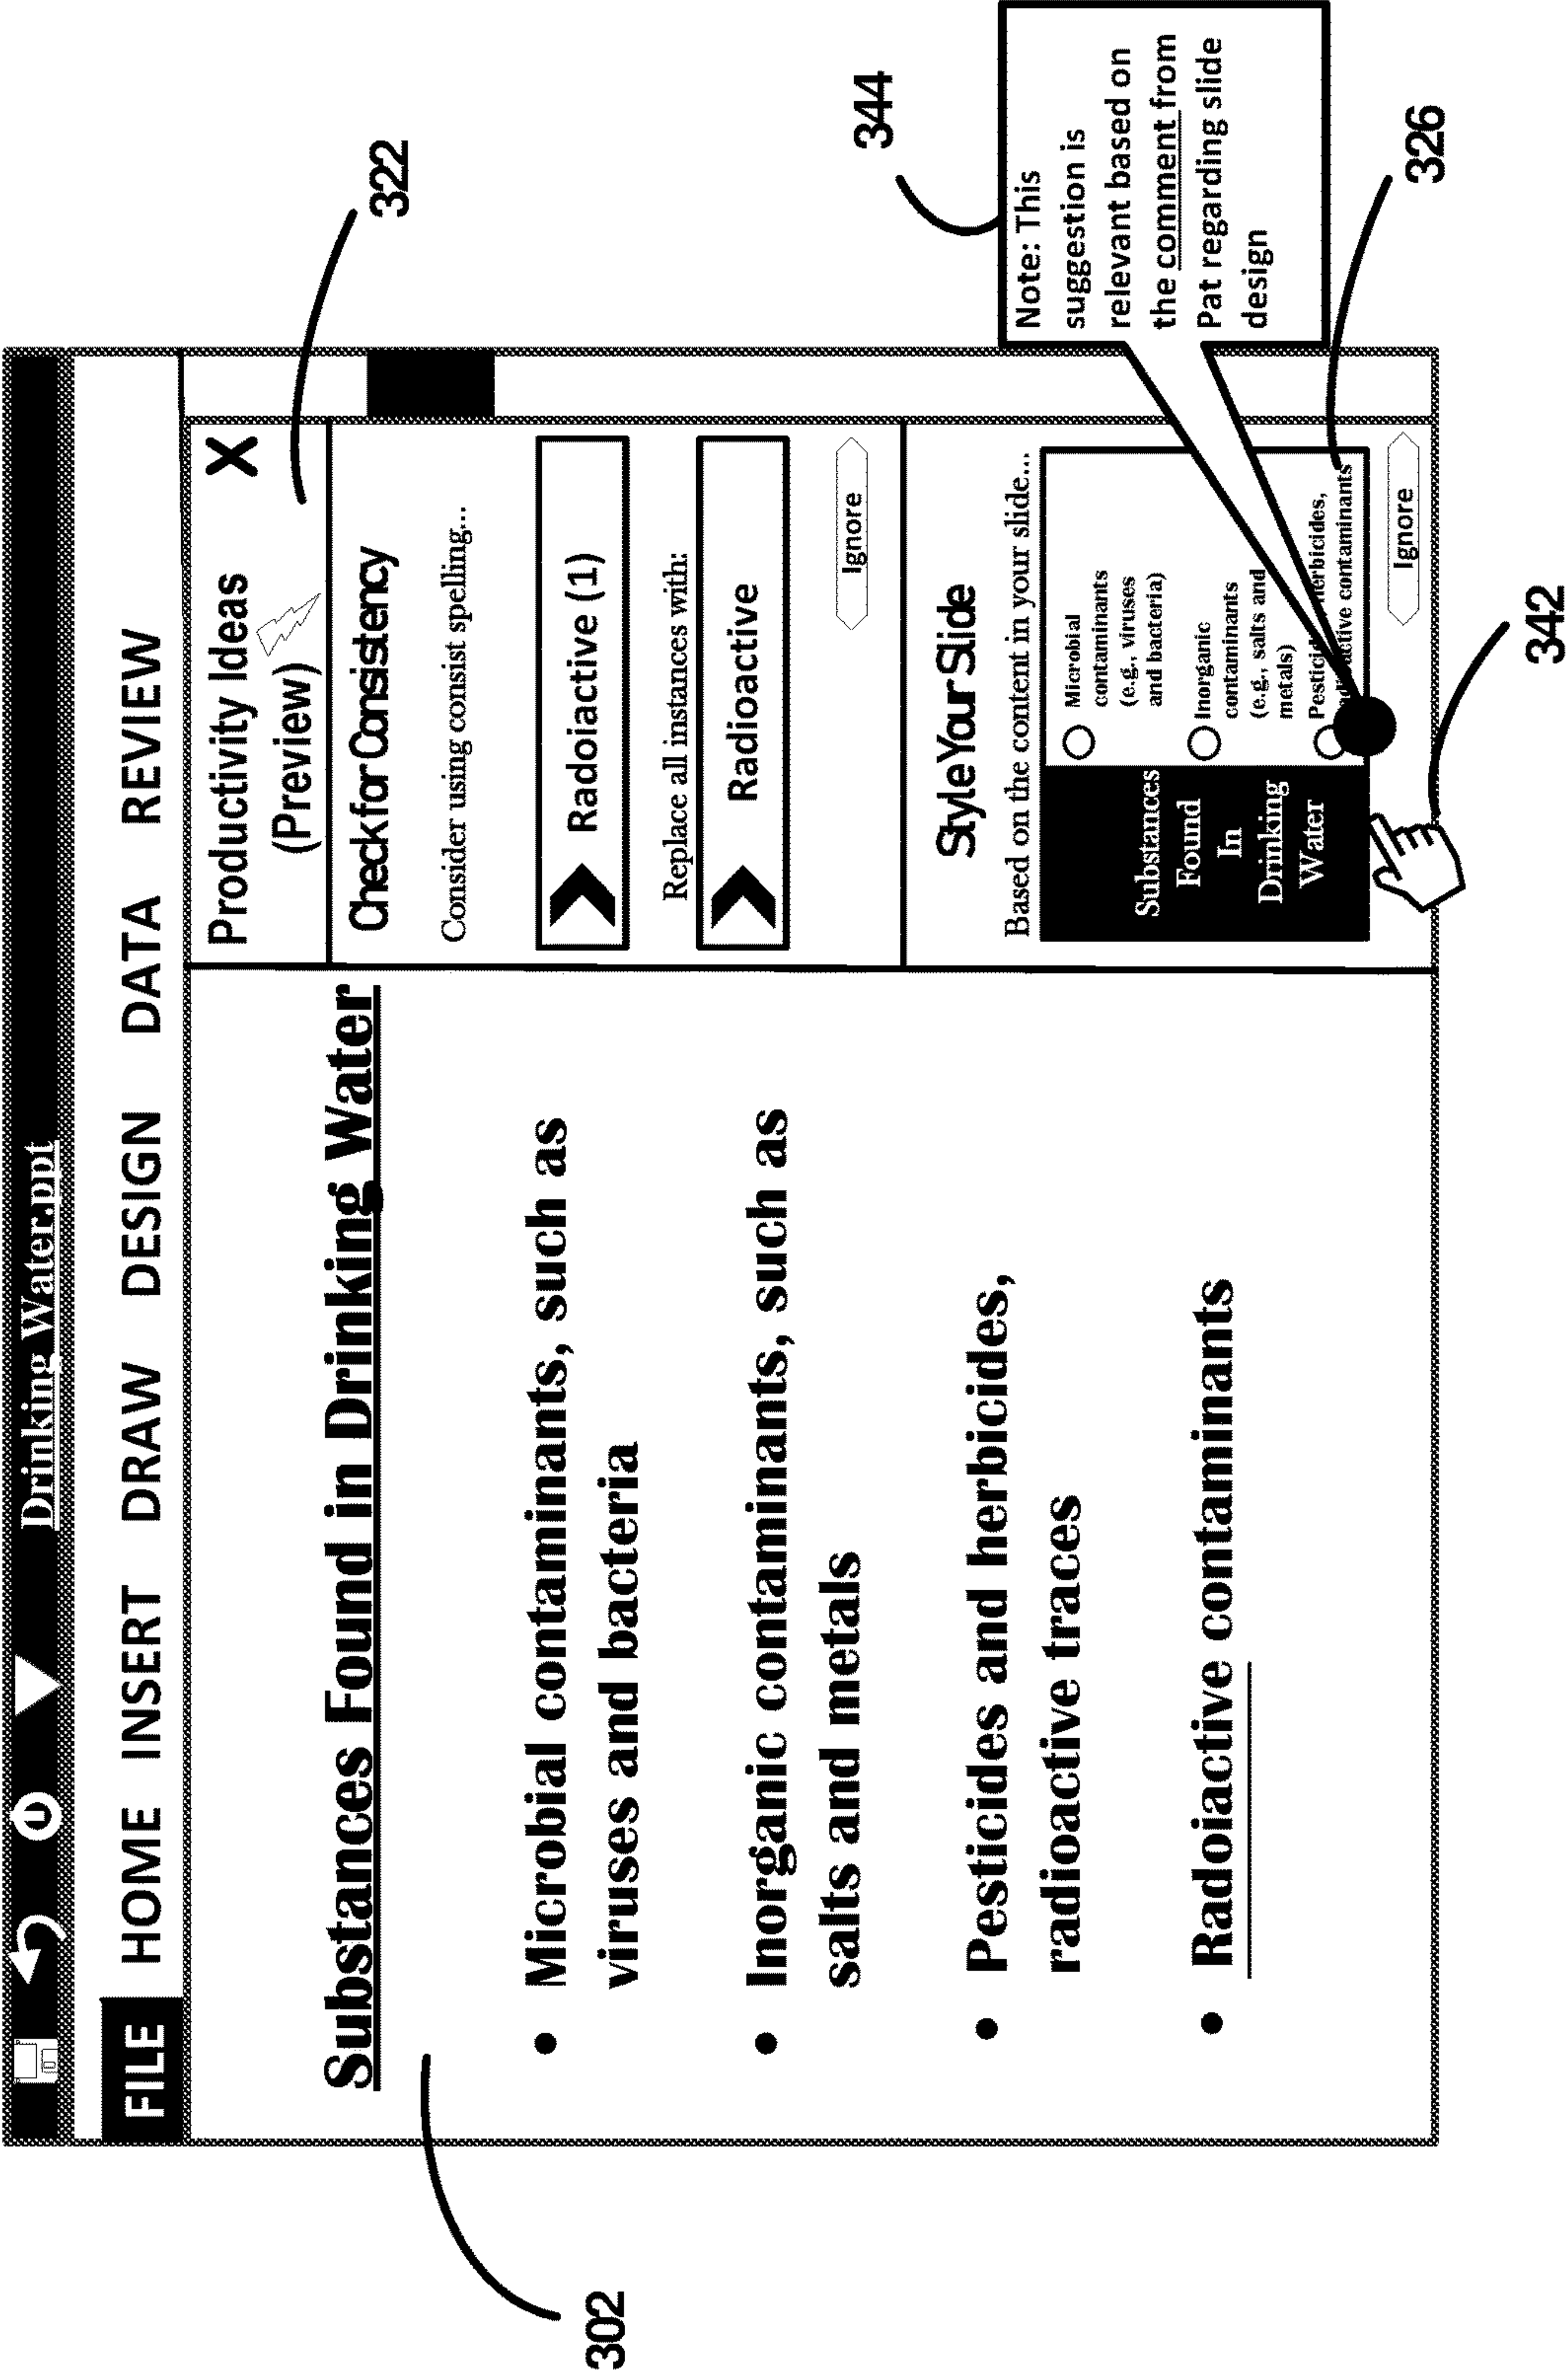 Drinking Water.ppt
FILE HOME INSERT DRAW DESIGN DATA REVIEW
Substances Found in Drinking Water
• Microbial contaminants, such as
viruses and bacteria
• Inorganic contaminants, such as
salts and metals
• Pesticides and herbicides,
radioactive traces
• Radoiactive contaminants
Productivity Ideas X
(Preview)
Check for Consistency
Consider using consist spelling...
Radoiactive (1)
Replace all instances with:
Radioactive
Ignore
Style Your Slide
Based on the content in your slide...
Substances
Found
In
Drinking
Water
Microbial
contaminants
(e.g., viruses
and bacteria)
Inorganic
contaminants
(e.g., salts and
metals)
contaminants
Ignore
Note: This
suggestion is
relevant based on
the comment from
Pat regarding slide
design
302
322
344
326
342